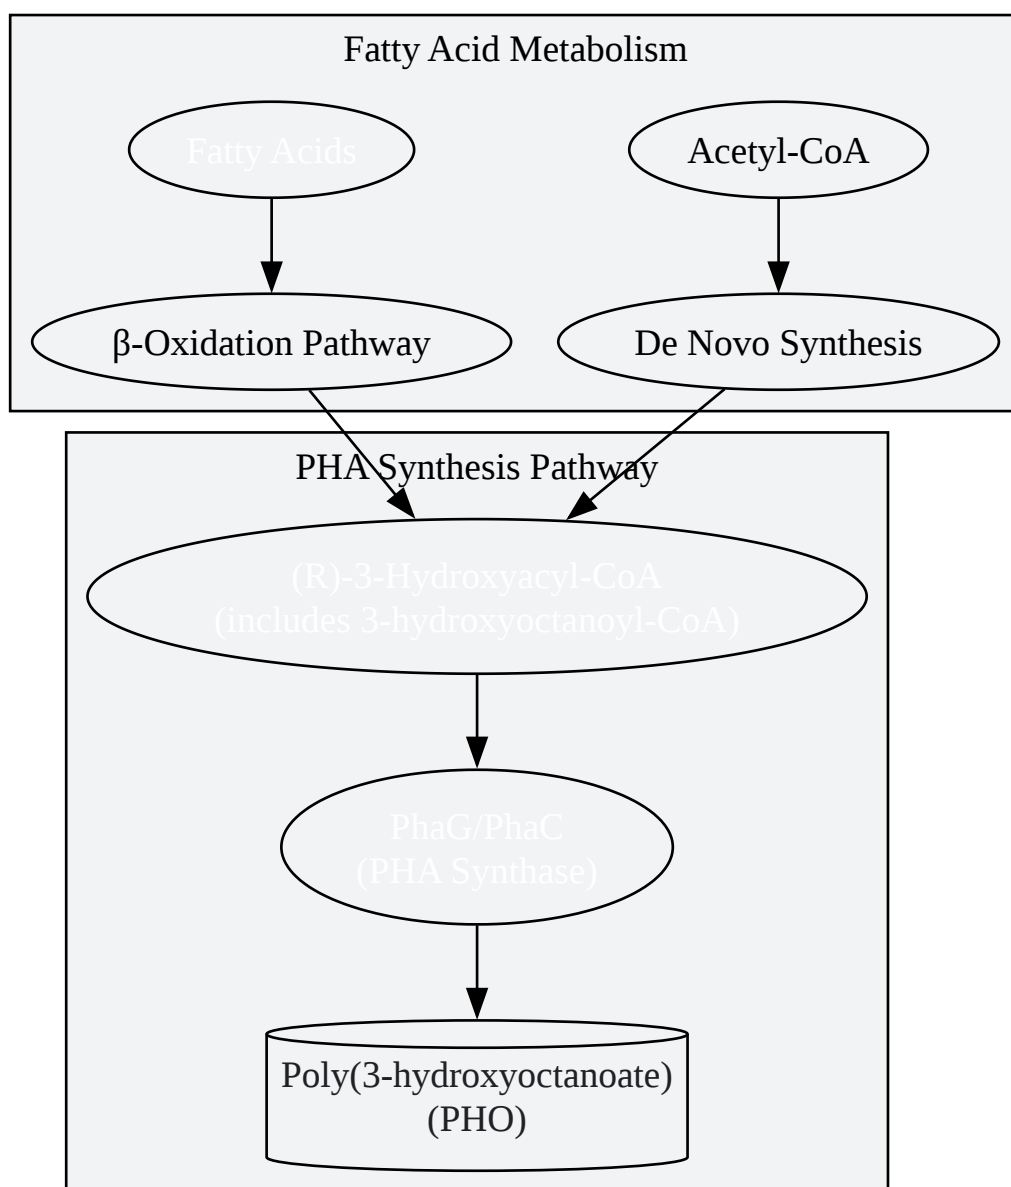 Fatty Acid Metabolism
Fatty Acids
Acetyl-CoA
β-Oxidation Pathway
De Novo Synthesis
PHA Synthesis Pathway
(R)-3-Hydroxyacyl-CoA
(includes 3-hydroxyoctanoyl-CoA)
PhaG/PhaC
(PHA Synthase)
Poly(3-hydroxyoctanoate)
(PHO)